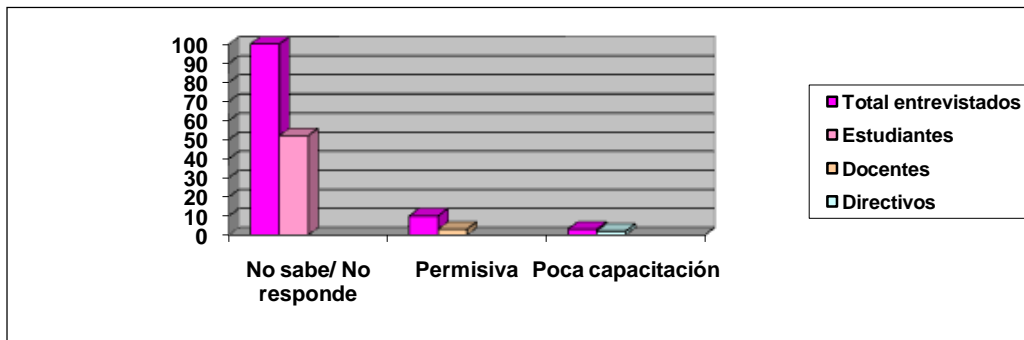 100
90
80
70
60
50
40
30
20
10
0
No sabe/ No
responde
Permisiva
Poca capacitación
Total entrevistados
Estudiantes
Docentes
Directivos